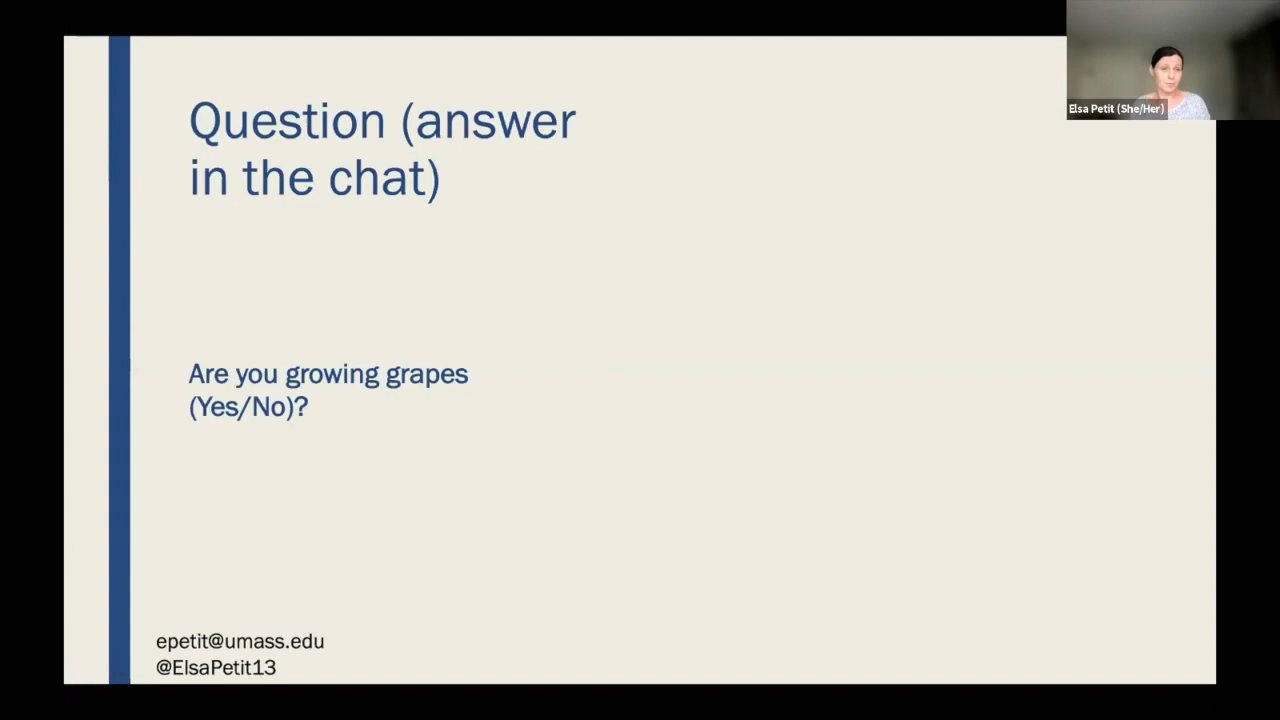 Question (answer
in the chat)
Are you growing grapes
(Yes/No)?
epetit@umass.edu
@ElsaPetit13
Elsa Petit (She/Her)